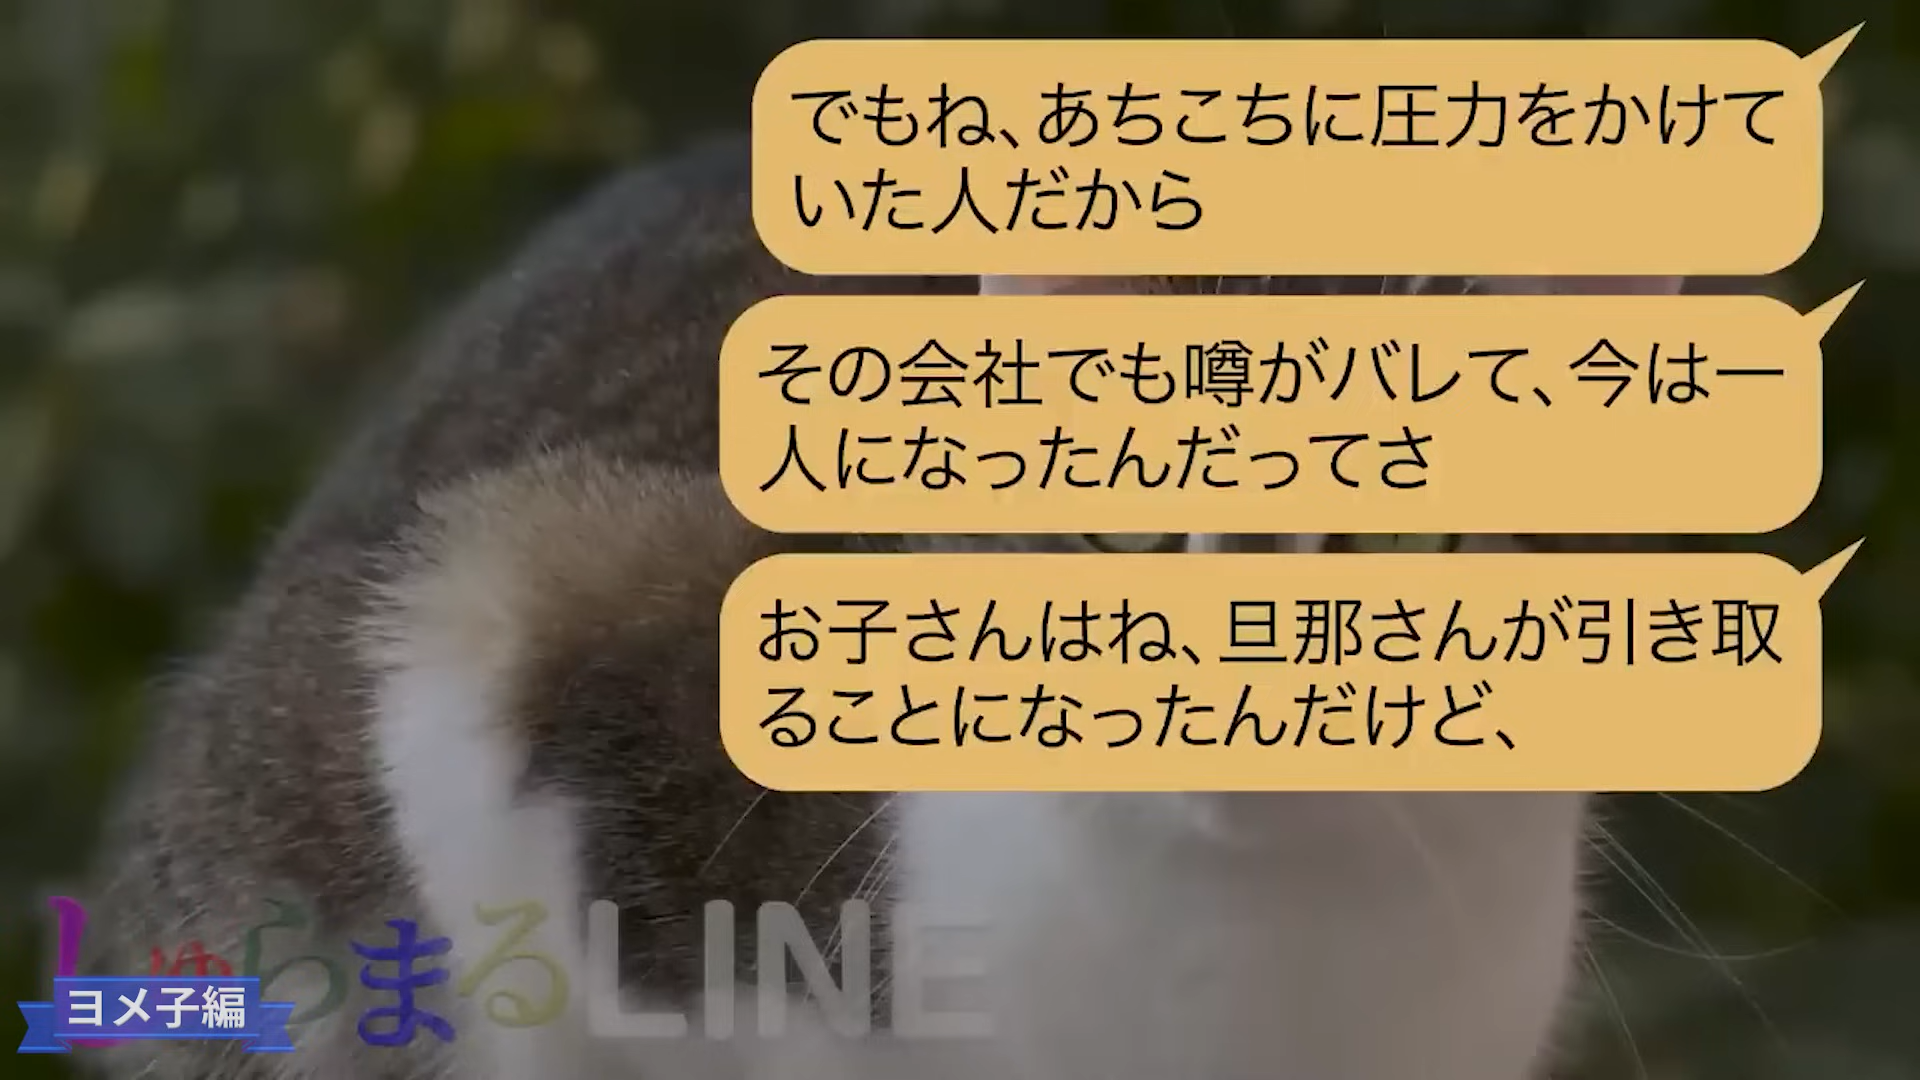 でもね、あちこちに圧力をかけて
いた人だから
その会社でも噂がバレて、今は一
人になったんだってさ
お子さんはね、旦那さんが引き取
ることになったんだけど、
しゅらまるLINE
ヨメ子編